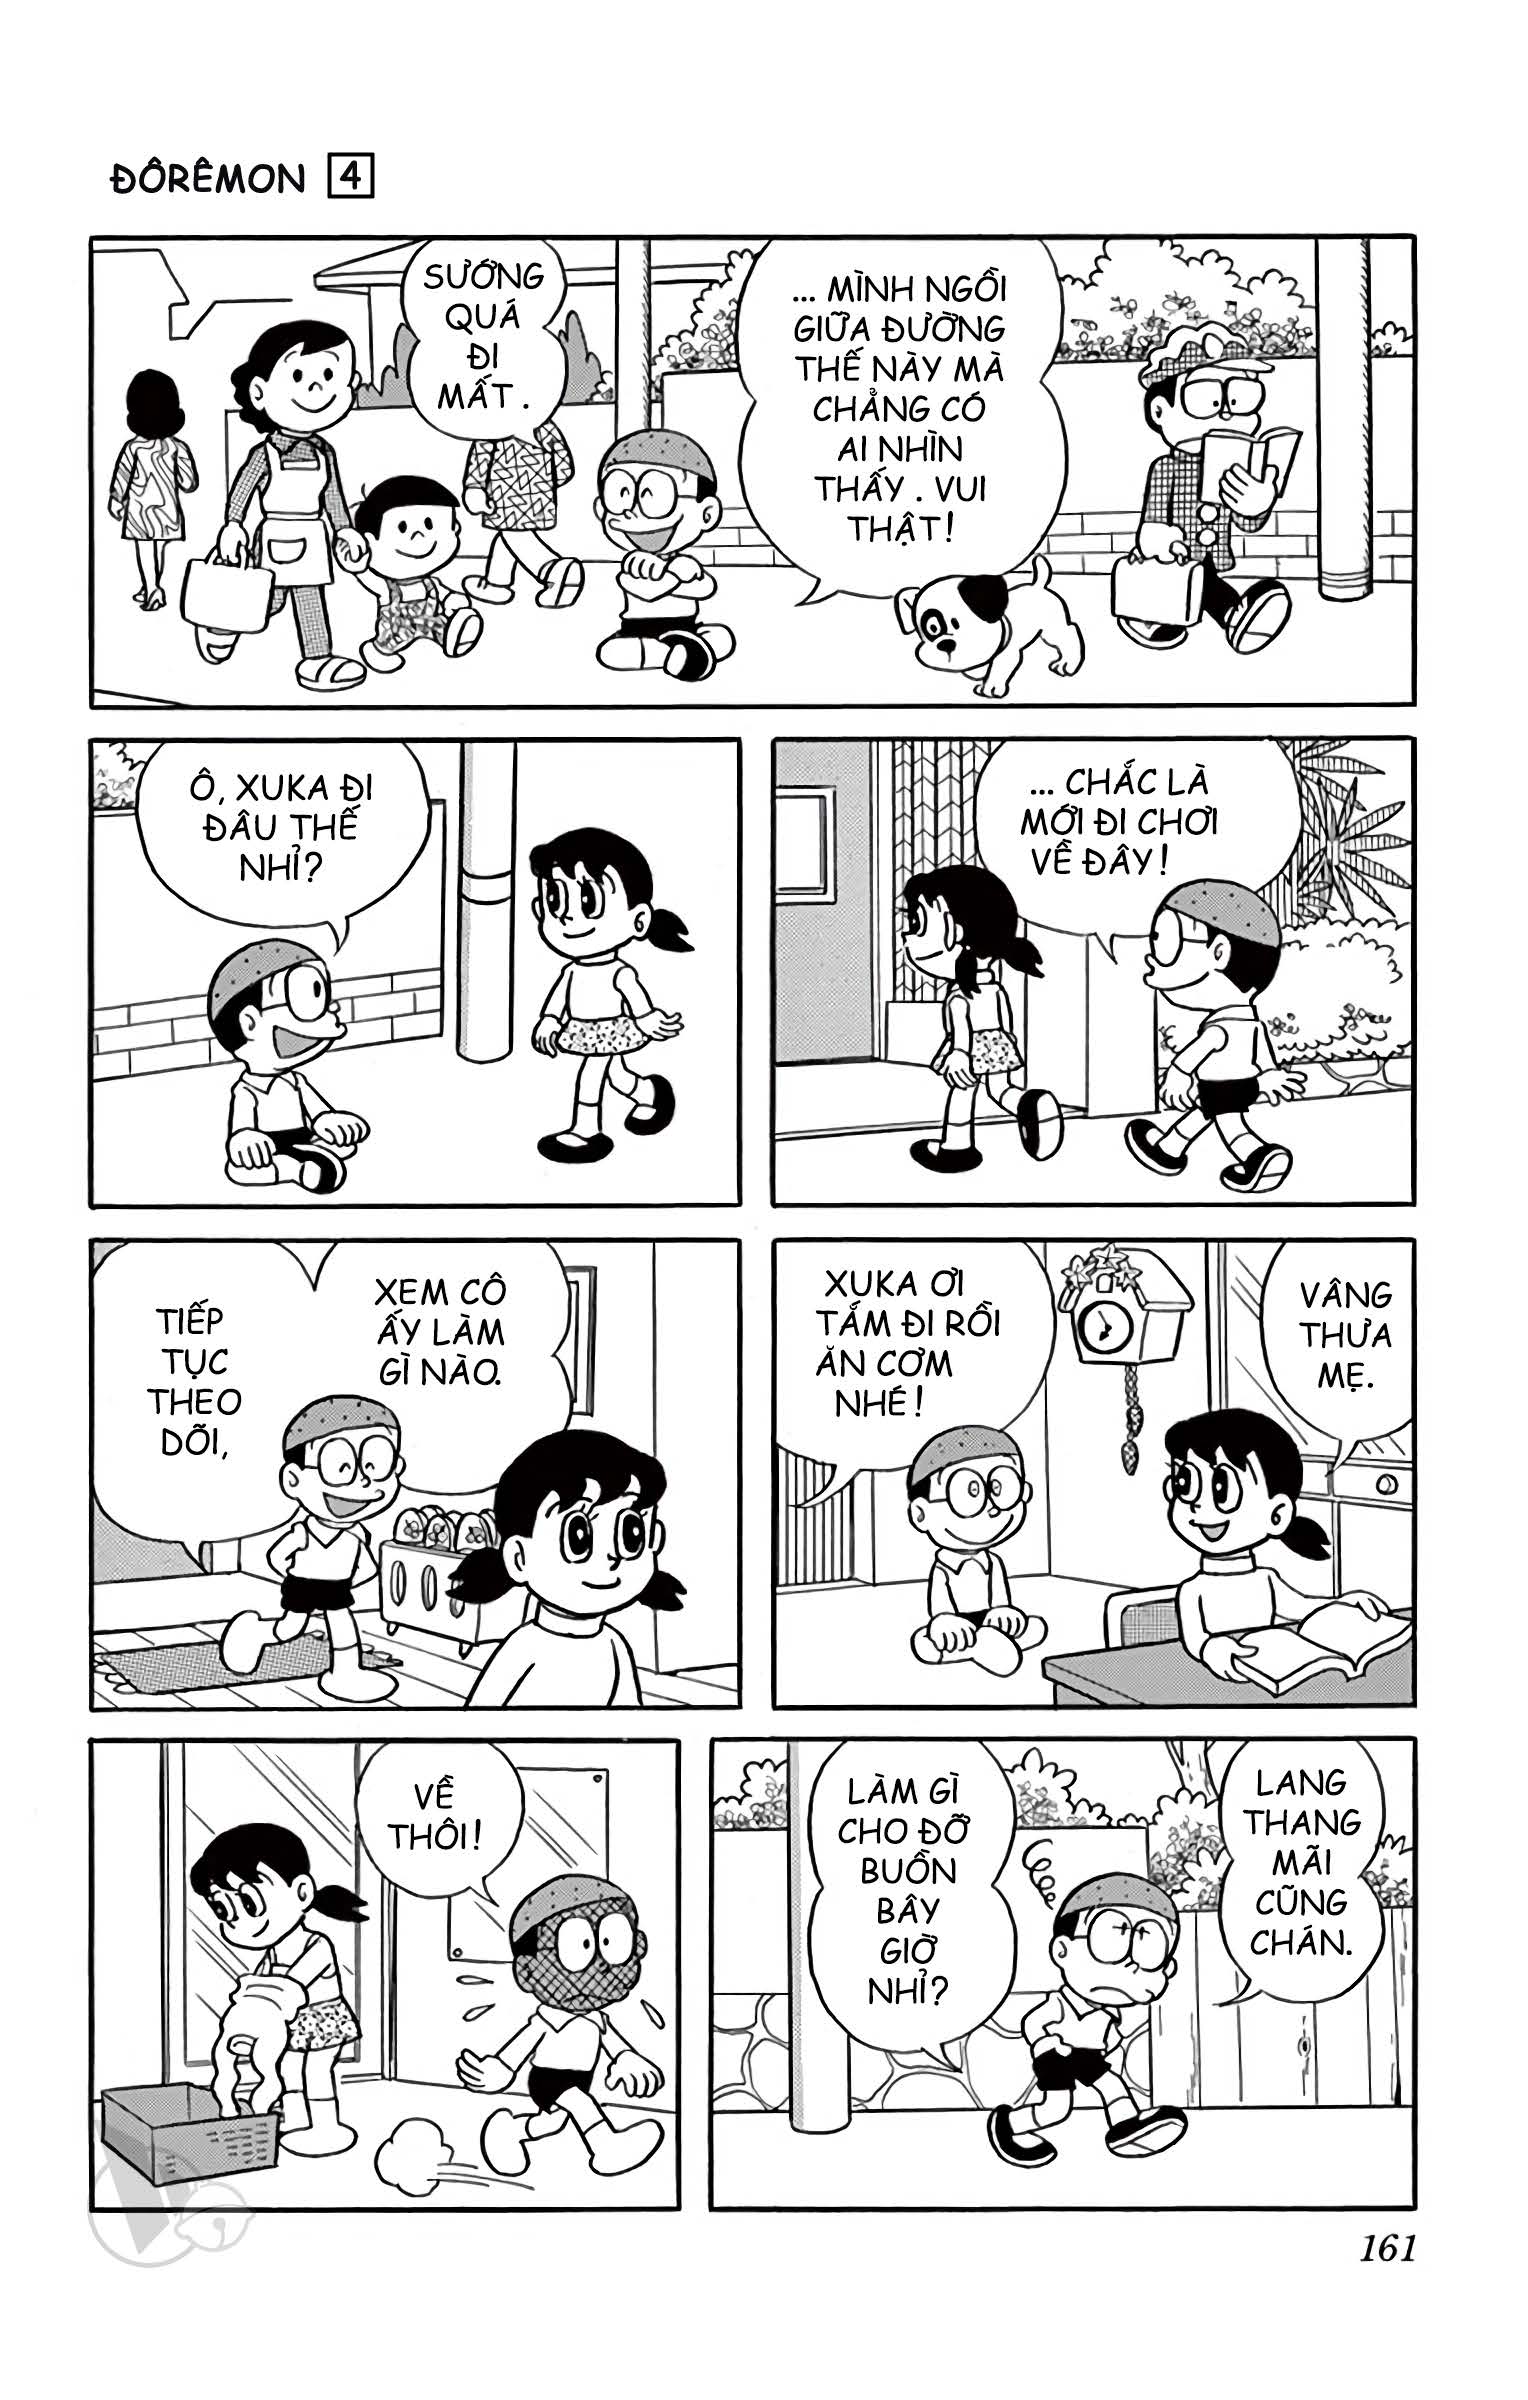 ĐÔRÊMON 4
SƯỚNG
QUÁ
ĐI
MẤT.
... MÌNH NGỒI
GIỮA ĐƯỜNG
THẾ NÀY MÀ
CHẲNG CÓ
AI NHÌN
THẤY. VUI
THẬT!
Ô, XUKA ĐI
ĐÂU THẾ
NHỈ?
... CHẮC LÀ
MỚI ĐI CHƠI
VỀ ĐÂY!
TIẾP
TỤC
THEO
DÕI,
XEM CÔ
ẤY LÀM
GÌ NÀO.
XUKA ƠI
TẮM ĐI RỒI
ĂN CƠM
NHÉ!
VÂNG
THƯA
MẸ.
VỀ
THÔI!
LÀM GÌ
CHO ĐỠ
BUỒN
BÂY
GIỜ
NHỈ?
LANG
THANG
MÃI
CŨNG
CHÁN.
161